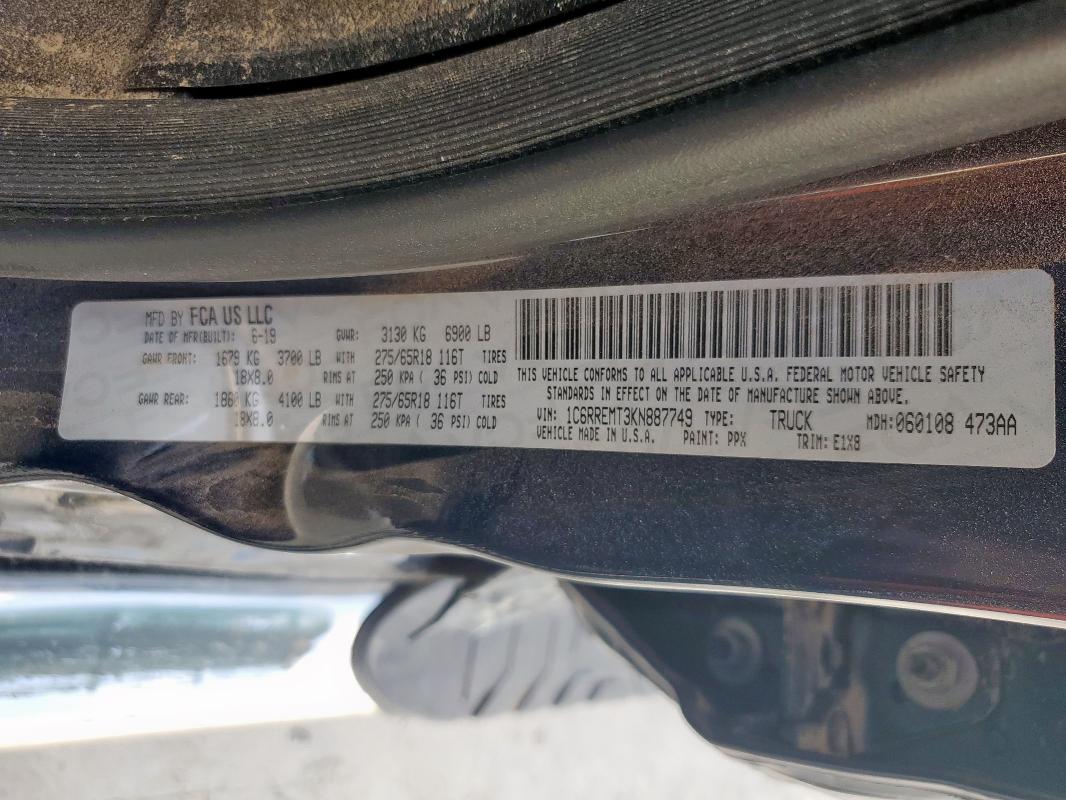 MFD BY FCA US LLC
DATE OF MFR(BUILT): 6-19 GVWR: 3130 KG 6900 LB
GAWR FRONT: 1679 KG 3700 LB WITH 275/65R18 116T TIRES
18X8.0 RIMS AT 250 KPA ( 36 PSI) COLD
GAWR REAR: 1860 KG 4100 LB WITH 275/65R18 116T TIRES
18X8.0 RIMS AT 250 KPA ( 36 PSI) COLD
THIS VEHICLE CONFORMS TO ALL APPLICABLE U.S.A. FEDERAL MOTOR VEHICLE SAFETY
STANDARDS IN EFFECT ON THE DATE OF MANUFACTURE SHOWN ABOVE.
VIN: 1C6RREMT3KN887749 TYPE: TRUCK MDH:060108 473AA
VEHICLE MADE IN U.S.A. PAINT: PPX TRIM: E1X8